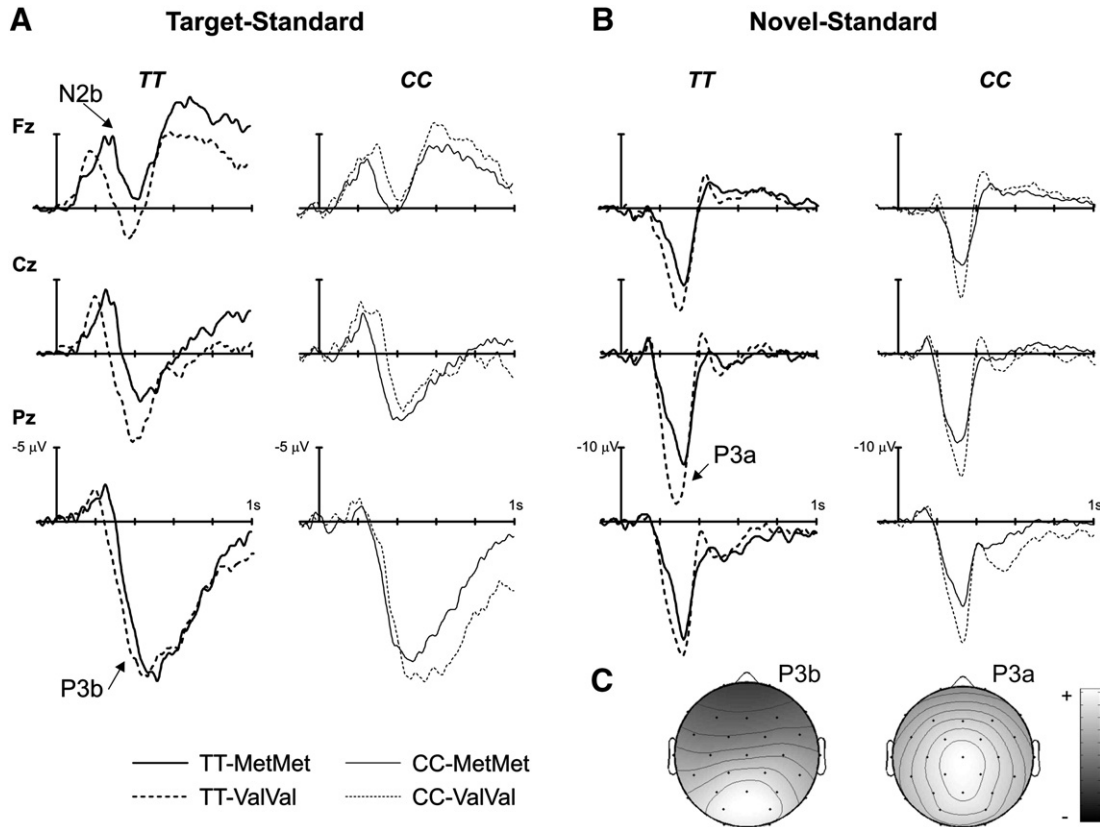 A Target-Standard
B Novel-Standard
TT
CC
TT
CC
N2b
Fz
Cz
Pz
-5 μV
-5 μV
-10 μV
-10 μV
1s
1s
1s
1s
P3a
P3b
C
P3b
P3a
+
-
TT-MetMet
CC-MetMet
TT-ValVal
CC-ValVal